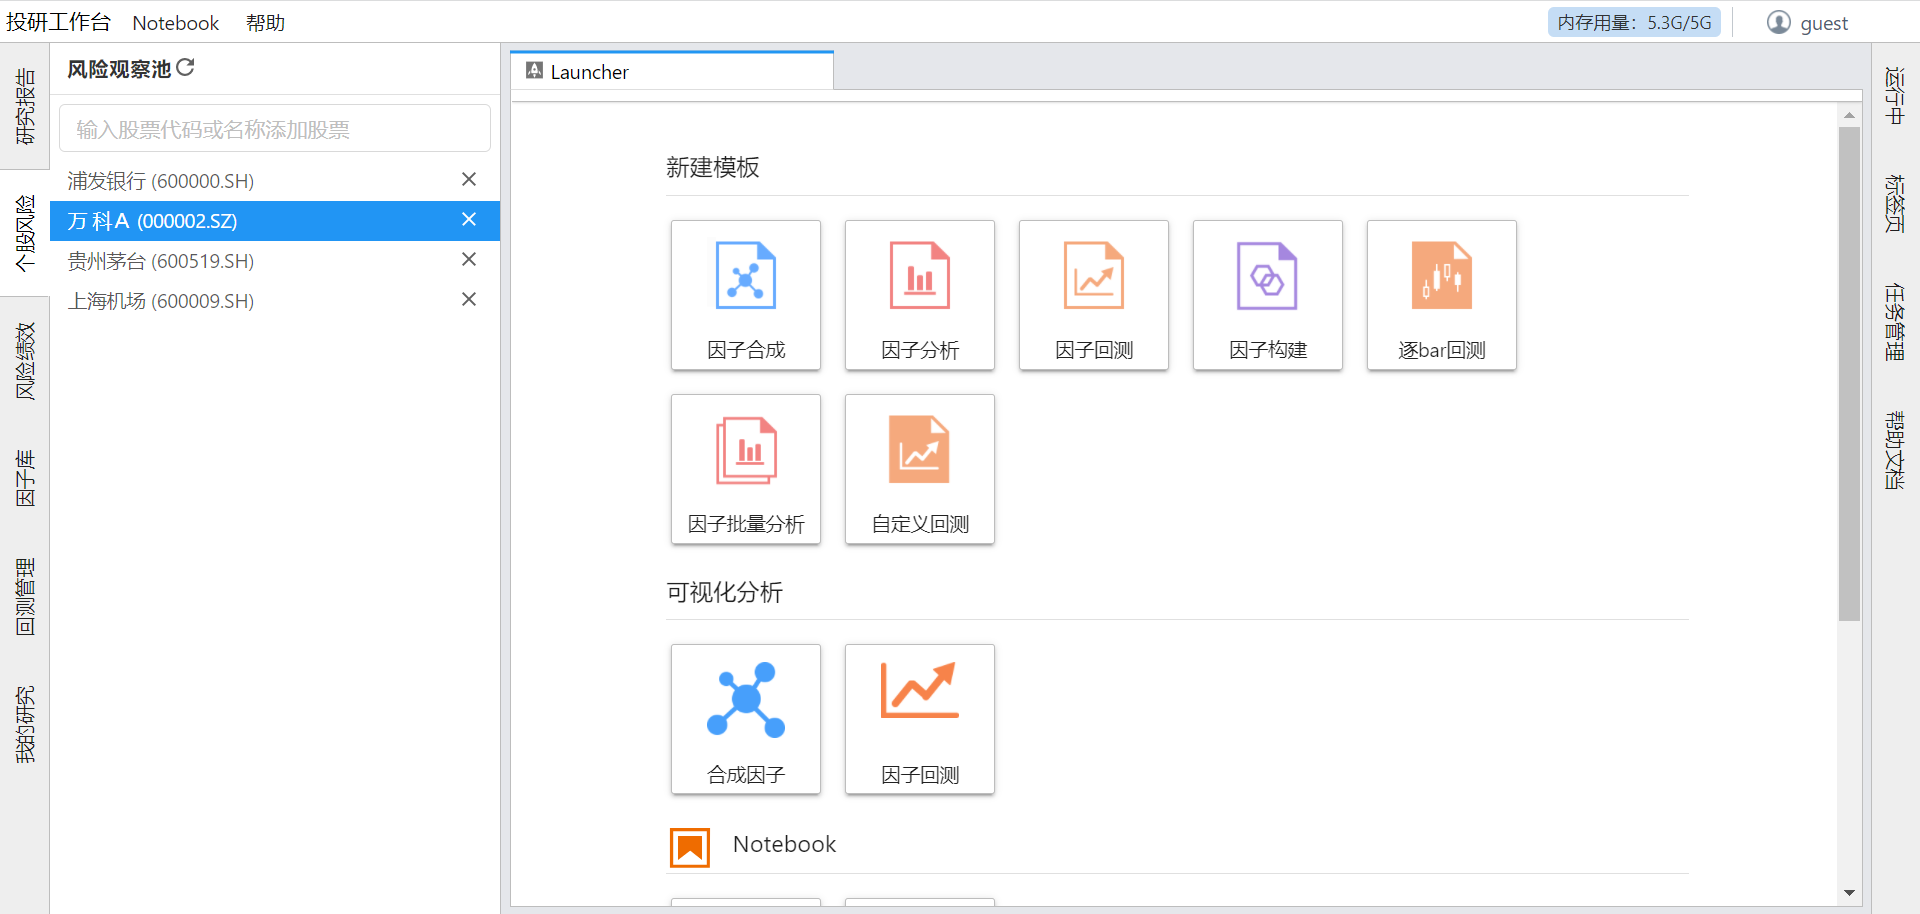 投研工作台 Notebook 帮助
内存用量：5.3G/5G
guest
研究报告
个股风险
风险绩效
因子库
回测管理
我的研究
风险观察池
输入股票代码或名称添加股票
浦发银行 (600000.SH)
万 科A (000002.SZ)
贵州茅台 (600519.SH)
上海机场 (600009.SH)
Launcher
新建模板
因子合成
因子分析
因子回测
因子构建
逐bar回测
因子批量分析
自定义回测
可视化分析
合成因子
因子回测
Notebook
运行中
标签页
任务管理
帮助文档